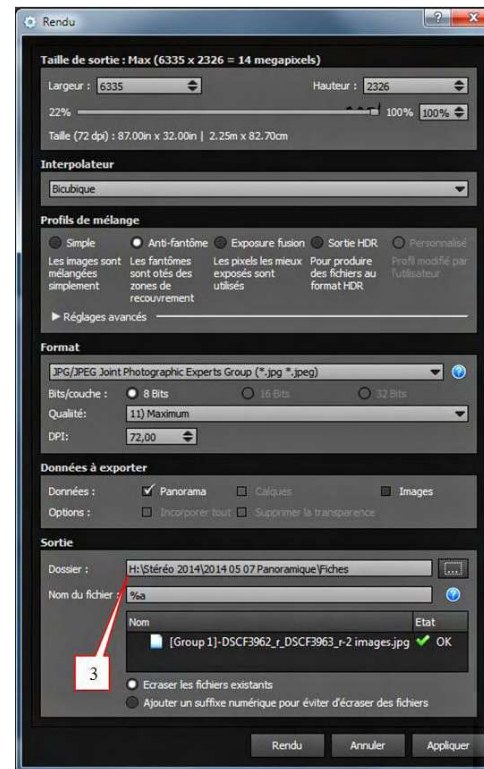 Rendu
Taille de sortie : Max (6335 x 2326 = 14 megapixels)
Largeur : 6335 Hauteur : 2326
22% 100% 100%
Taille (72 dpi) : 87.00in x 32.00in | 2.25m x 82.70cm
Interpolateur
Bicubique
Profils de mélange
Simple Anti-fantôme Exposure fusion Sortie HDR Personnalisé
Les images sont mélangées simplement
Les fantômes sont otés des zones de recouvrement
Les pixels les mieux exposés sont utilisés
Pour produire des fichiers au format HDR
Profil modifié par l'utilisateur
Réglages avancés
Format
JPG/JPEG Joint Photographic Experts Group (*.jpg *.jpeg)
Bits/couche : 8 Bits 16 Bits 32 Bits
Qualité: 11) Maximum
DPI: 72,00
Données à exporter
Données : Panorama Calques Images
Options : Incorporer tout Supprimer la transparence
Sortie
Dossier : H:\Stéréo 2014\2014 05 07 Panoramique\Fiches ...
Nom du fichier : %a
Nom Etat
[Group 1]-DSCF3962_r_DSCF3963_r-2 images.jpg OK
3
Ecraser les fichiers existants
Ajouter un suffixe numérique pour éviter d'écraser des fichiers
Rendu Annuler Appliquer